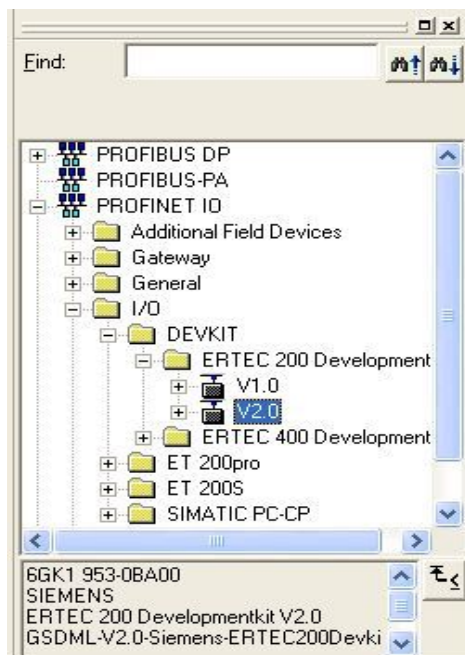 Find:
PROFIBUS DP
PROFIBUS-PA
PROFINET IO
Additional Field Devices
Gateway
General
I/O
DEVKIT
ERTEC 200 Development
V1.0
V2.0
ERTEC 400 Development
ET 200pro
ET 200S
SIMATIC PC-CP
6GK1 953-0BA00
SIEMENS
ERTEC 200 Developmentkit V2.0
GSDML-V2.0-Siemens-ERTEC200Devki